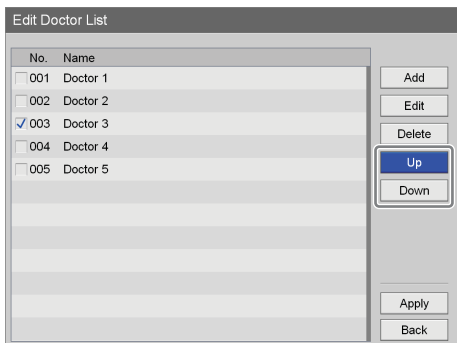 Edit Doctor List
No. Name
001 Doctor 1
002 Doctor 2
003 Doctor 3
004 Doctor 4
005 Doctor 5
Add
Edit
Delete
Up
Down
Apply
Back